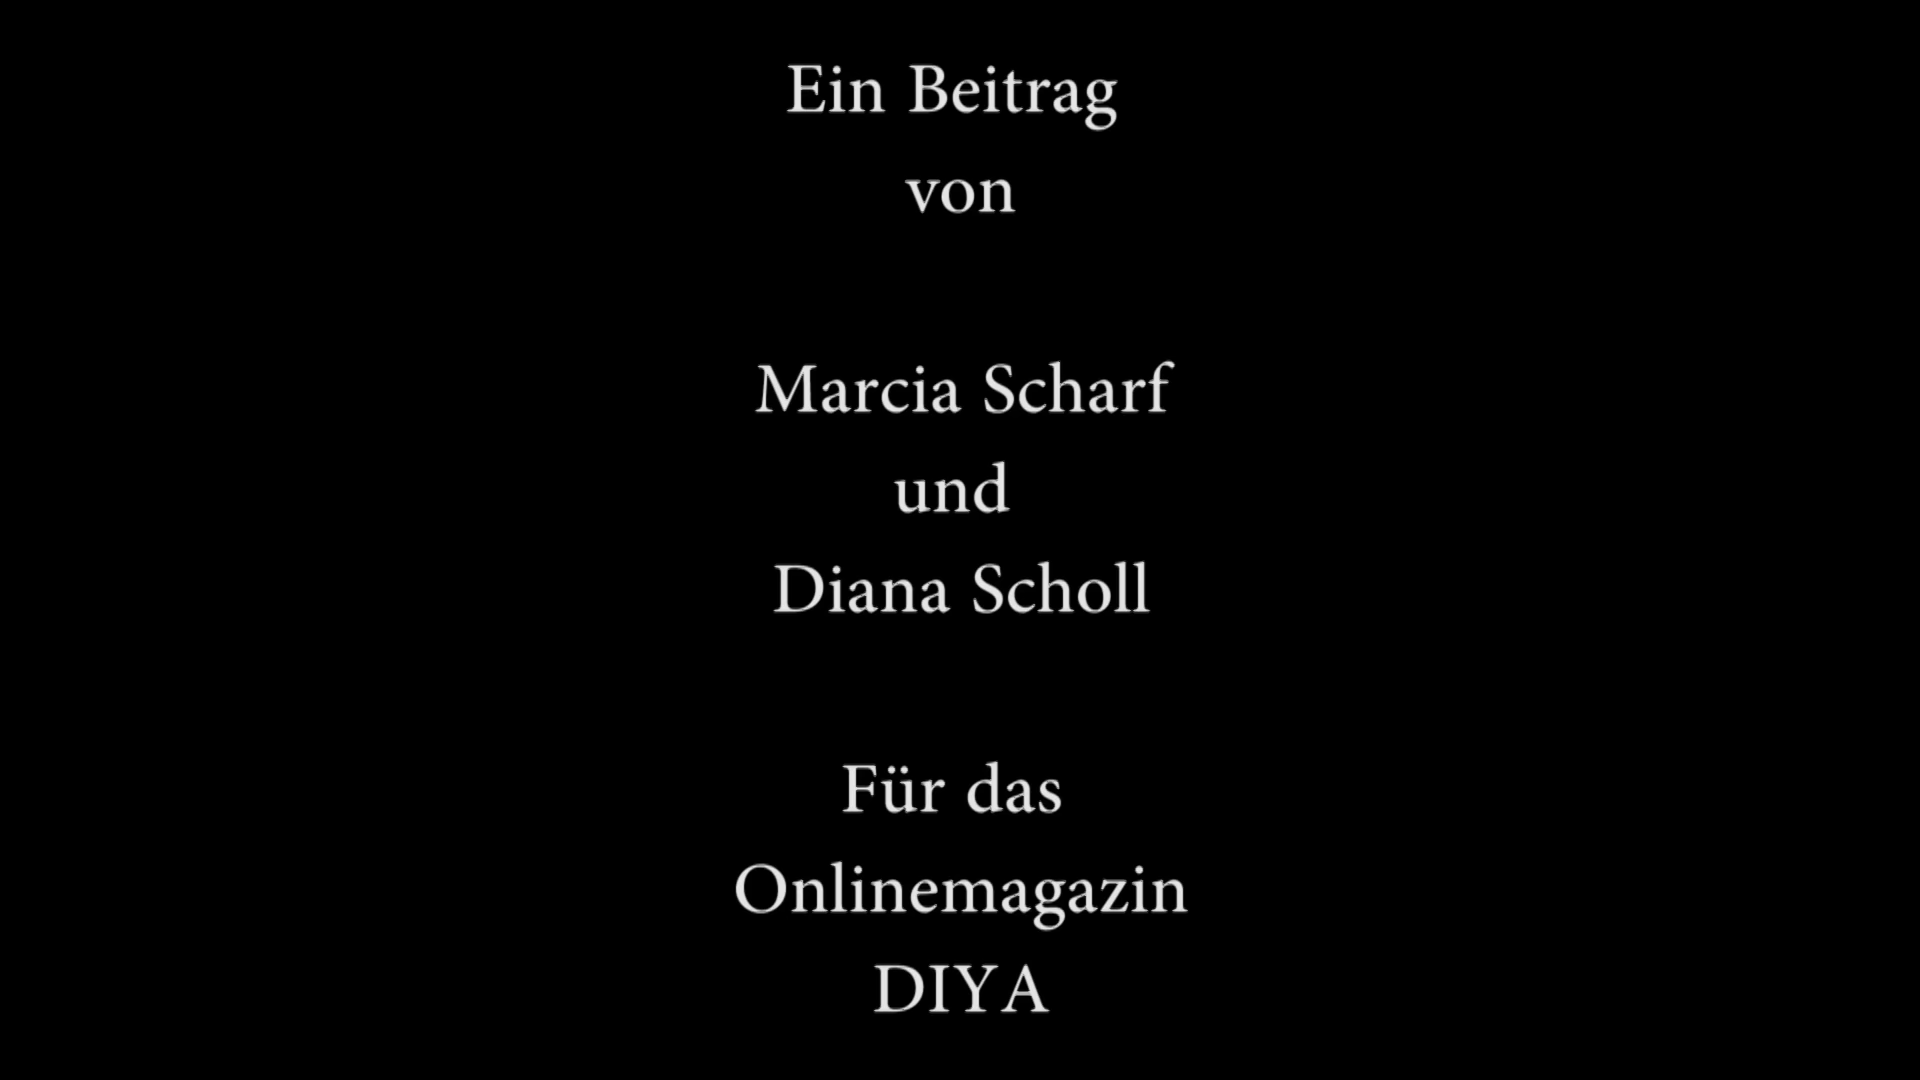 Ein Beitrag
von
Marcia Scharf
und
Diana Scholl
Für das
Onlinemagazin
DIYA